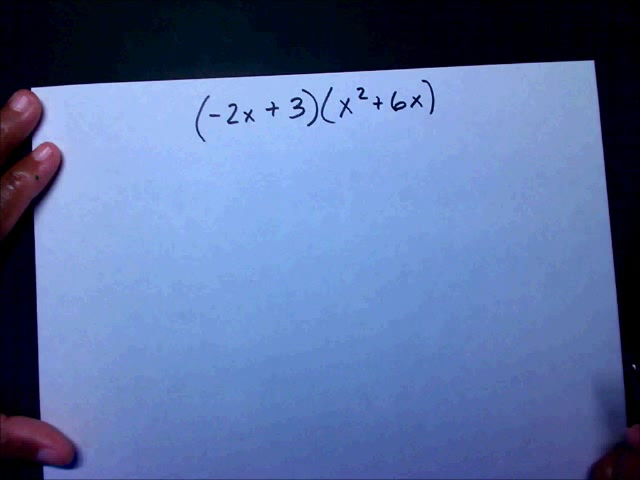 (-2x + 3)(x² + 6x)